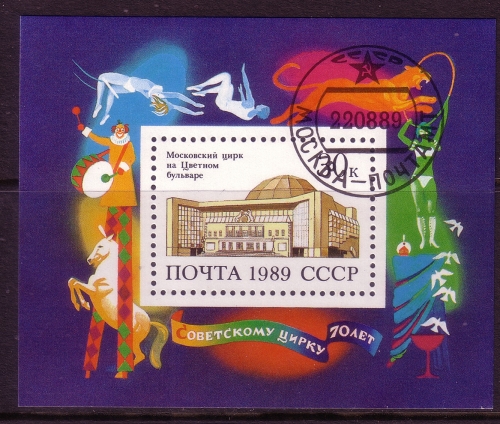 СССР
220889
МОСКВА-ПОЧТАМТ
Московский цирк
на Цветном
бульваре
к
ПОЧТА 1989 СССР
СОВЕТСКОМУ ЦИРКУ 70 ЛЕТ